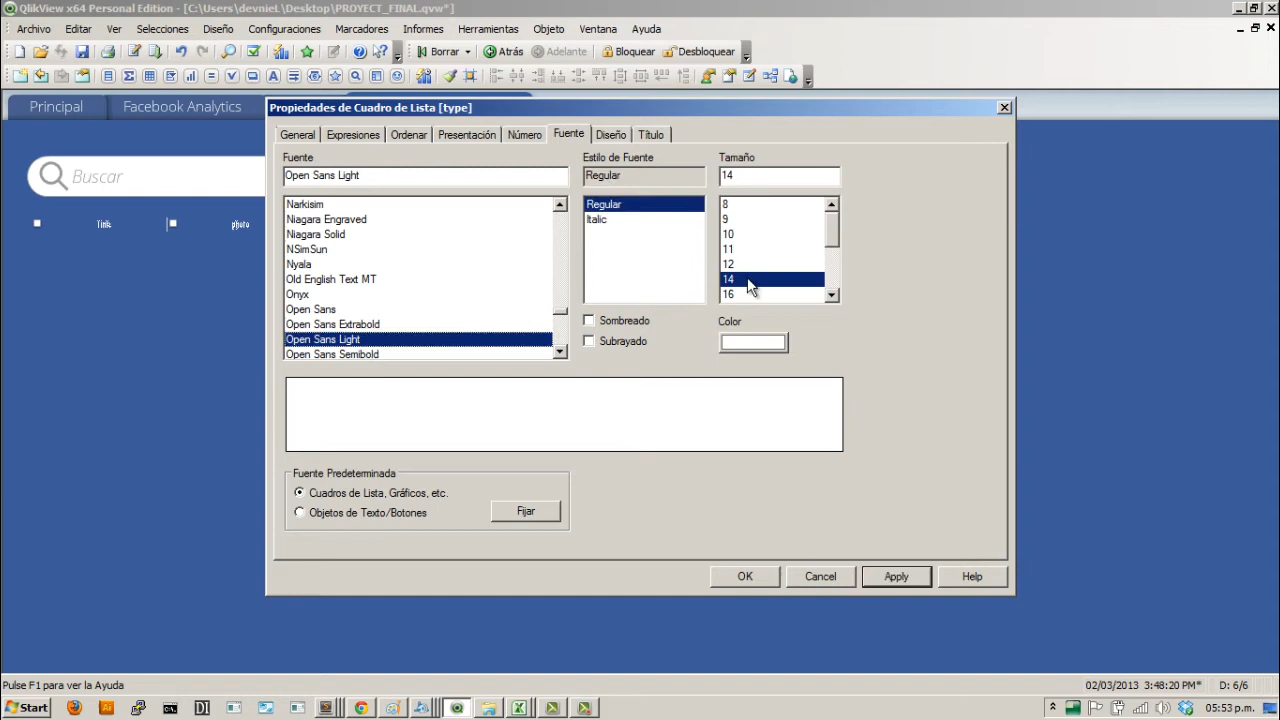 QlikView x64 Personal Edition - [C:\Users\devnieL\Desktop\PROYECT_FINAL.qvw*]
Archivo Editar Ver Selecciones Diseño Configuraciones Marcadores Informes Herramientas Objeto Ventana Ayuda
Borrar Atrás Adelante Bloquear Desbloquear
Principal Facebook Analytics
Propiedades de Cuadro de Lista [type]
General Expresiones Ordenar Presentación Número Fuente Diseño Título
Fuente Estilo de Fuente Tamaño
Open Sans Light Regular 14
Buscar
Narkisim Regular 8
Niagara Engraved Italic 9
link photo
Niagara Solid 10
NSimSun 11
Nyala 12
Old English Text MT 14
Onyx 16
Open Sans
Open Sans Extrabold Sombreado Color
Open Sans Light Subrayado
Open Sans Semibold
Fuente Predeterminada
Cuadros de Lista, Gráficos, etc.
Objetos de Texto/Botones Fijar
OK Cancel Apply Help
Pulse F1 para ver la Ayuda 02/03/2013 3:48:20 PM* D: 6/6
Start DI 05:53 p.m.